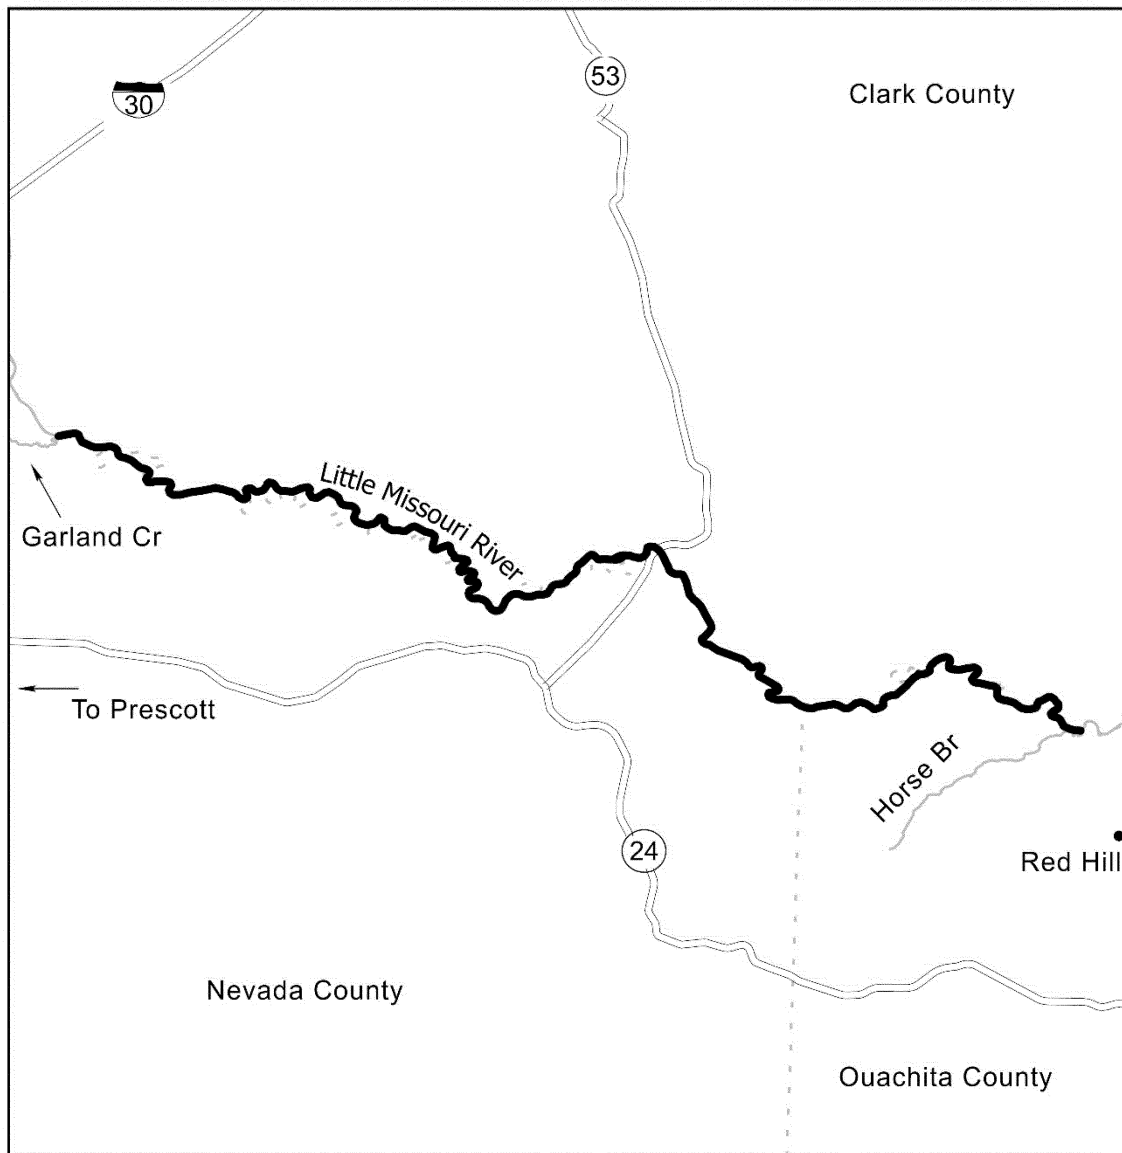 53
Clark County
30
Little Missouri River
Garland Cr
To Prescott
Horse Br
24
Red Hill
Nevada County
Ouachita County